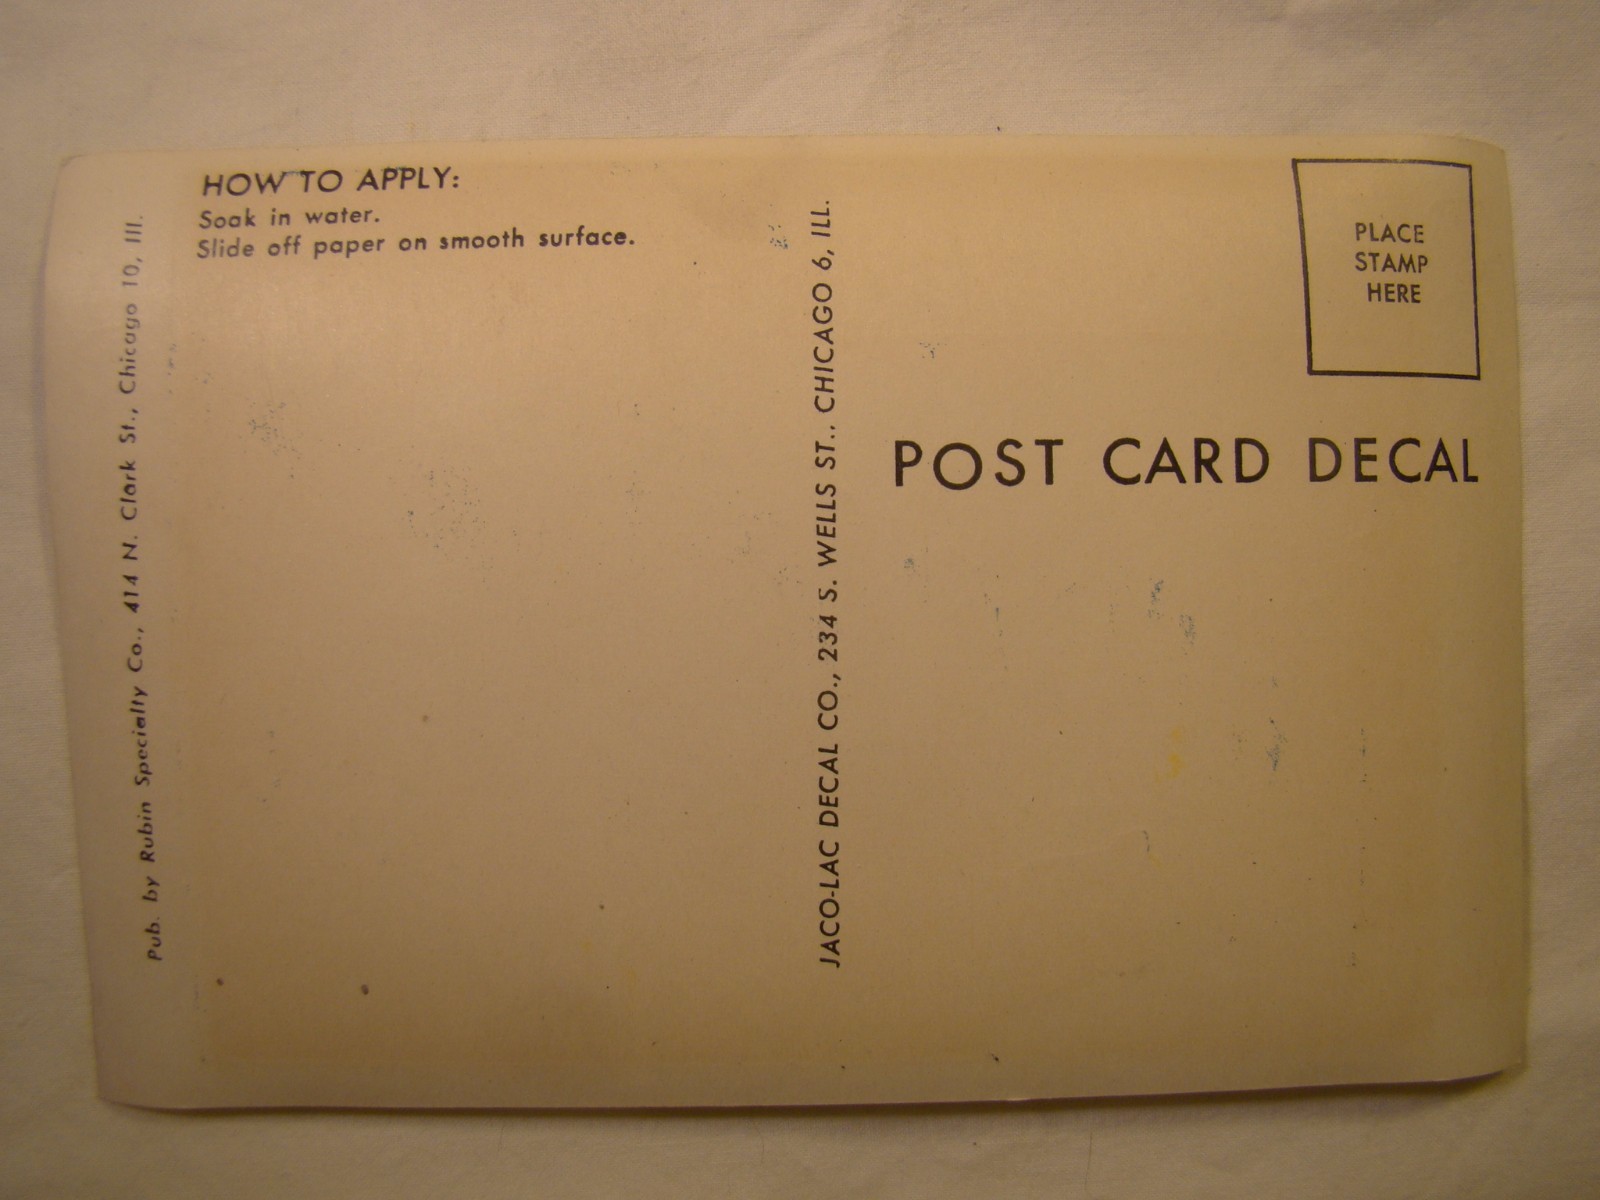 HOW TO APPLY:
Soak in water.
Slide off paper on smooth surface.
Pub. by Rubin Specialty Co., 414 N. Clark St., Chicago 10, Ill.
JACO-LAC DECAL CO., 234 S. WELLS ST., CHICAGO 6, ILL.
PLACE
STAMP
HERE
POST CARD DECAL